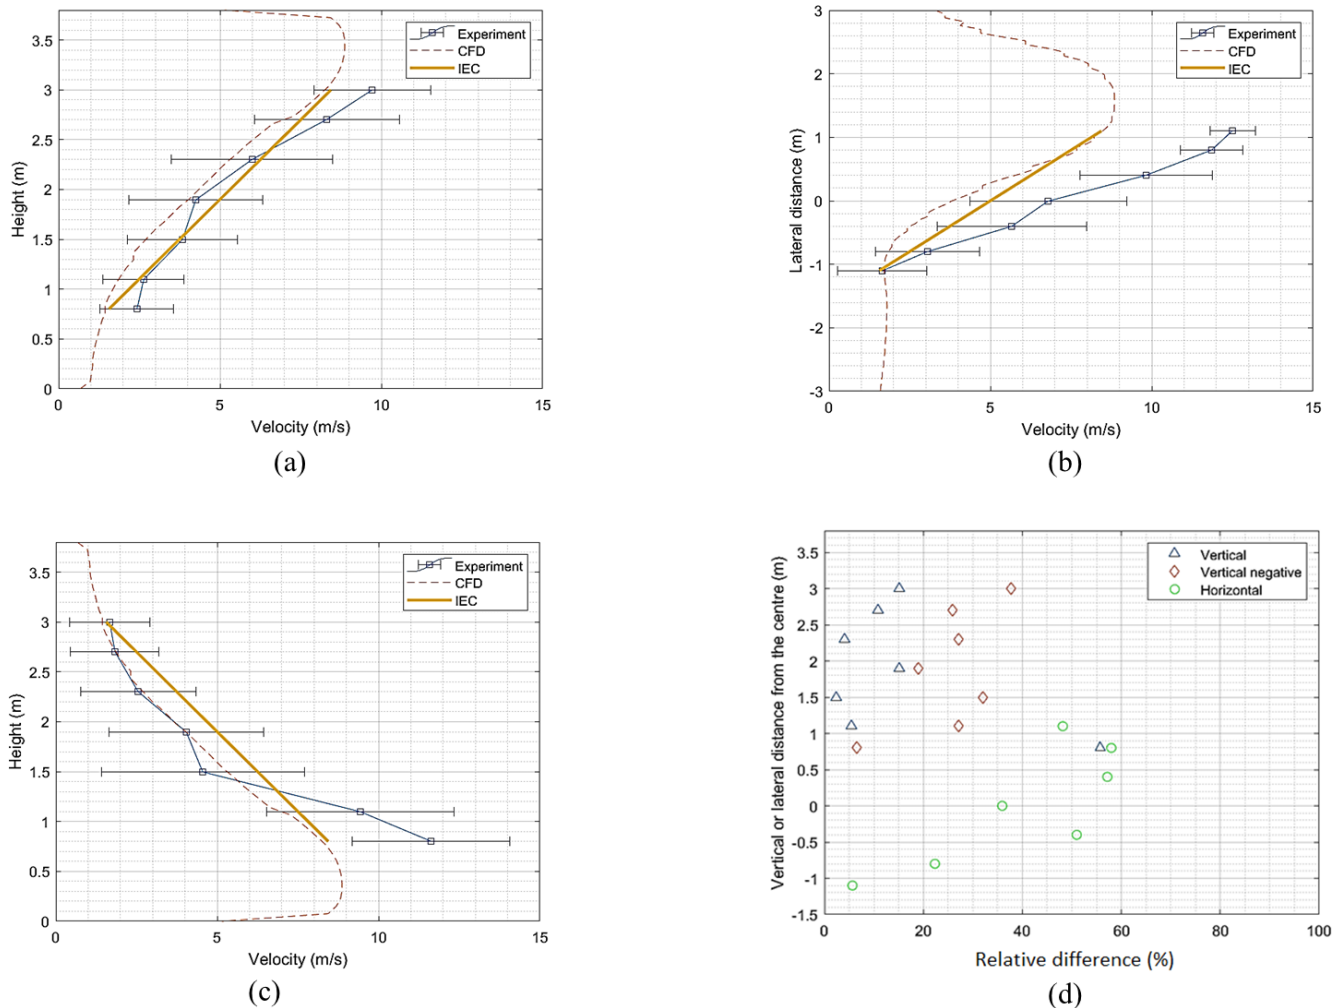 Experiment
CFD
IEC
3.5
3
2.5
2
1.5
1
0.5
0
Height (m)
0 5 10 15
Velocity (m/s)
(a)
Experiment
CFD
IEC
3
2
1
0
-1
-2
-3
Lateral distance (m)
0 5 10 15
Velocity (m/s)
(b)
Experiment
CFD
IEC
3.5
3
2.5
2
1.5
1
0.5
0
Height (m)
0 5 10 15
Velocity (m/s)
(c)
Vertical
Vertical negative
Horizontal
3.5
3
2.5
2
1.5
1
0.5
0
-0.5
-1
-1.5
Vertical or lateral distance from the centre (m)
0 20 40 60 80 100
Relative difference (%)
(d)